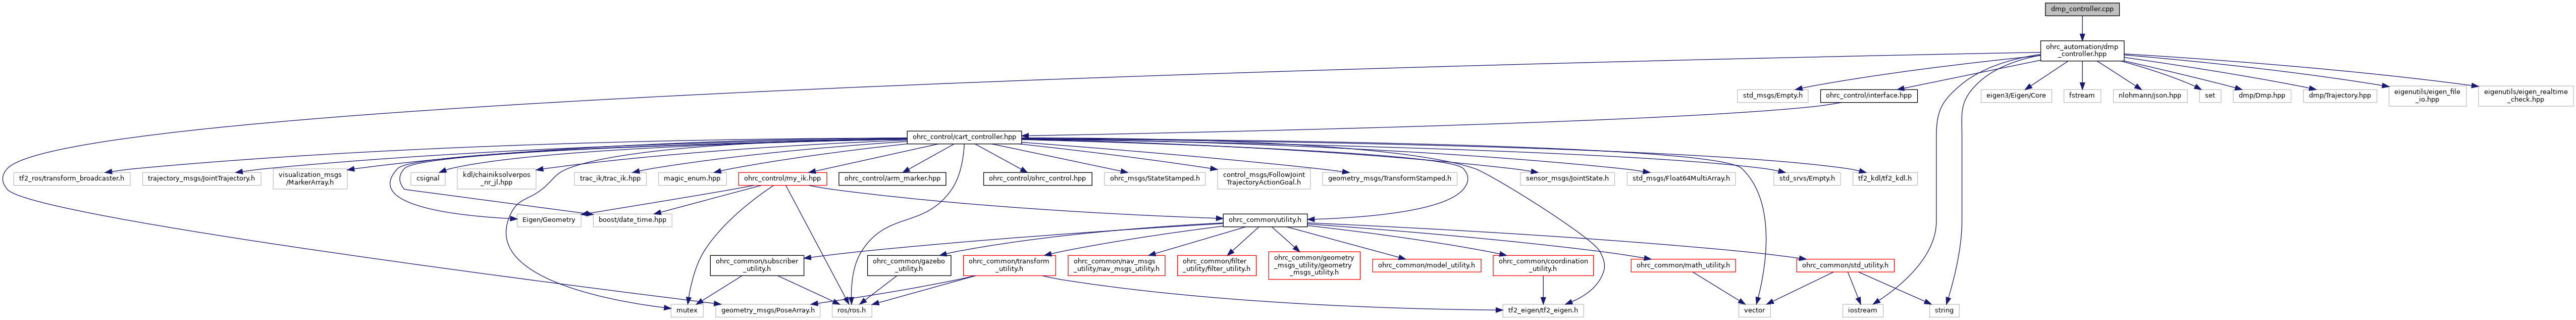 dmp_controller.cpp
ohrc_automation/dmp
_controller.hpp
std_msgs/Empty.h
ohrc_control/interface.hpp
eigen3/Eigen/Core
fstream
nlohmann/json.hpp
set
dmp/Dmp.hpp
dmp/Trajectory.hpp
eigenutils/eigen_file
_io.hpp
eigenutils/eigen_realtime
_check.hpp
ohrc_control/cart_controller.hpp
tf2_ros/transform_broadcaster.h
trajectory_msgs/JointTrajectory.h
visualization_msgs
/MarkerArray.h
csignal
kdl/chainiksolverpos
_nr_jl.hpp
trac_ik/trac_ik.hpp
magic_enum.hpp
ohrc_control/my_ik.hpp
ohrc_control/arm_marker.hpp
ohrc_control/ohrc_control.hpp
ohrc_msgs/StateStamped.h
control_msgs/FollowJoint
TrajectoryActionGoal.h
geometry_msgs/TransformStamped.h
sensor_msgs/JointState.h
std_msgs/Float64MultiArray.h
std_srvs/Empty.h
tf2_kdl/tf2_kdl.h
Eigen/Geometry
boost/date_time.hpp
ohrc_common/utility.h
ohrc_common/subscriber
_utility.h
ohrc_common/gazebo
_utility.h
ohrc_common/transform
_utility.h
ohrc_common/nav_msgs
_utility/nav_msgs_utility.h
ohrc_common/filter
_utility/filter_utility.h
ohrc_common/geometry
_msgs_utility/geometry
_msgs_utility.h
ohrc_common/model_utility.h
ohrc_common/coordination
_utility.h
ohrc_common/math_utility.h
ohrc_common/std_utility.h
mutex
geometry_msgs/PoseArray.h
ros/ros.h
tf2_eigen/tf2_eigen.h
vector
iostream
string